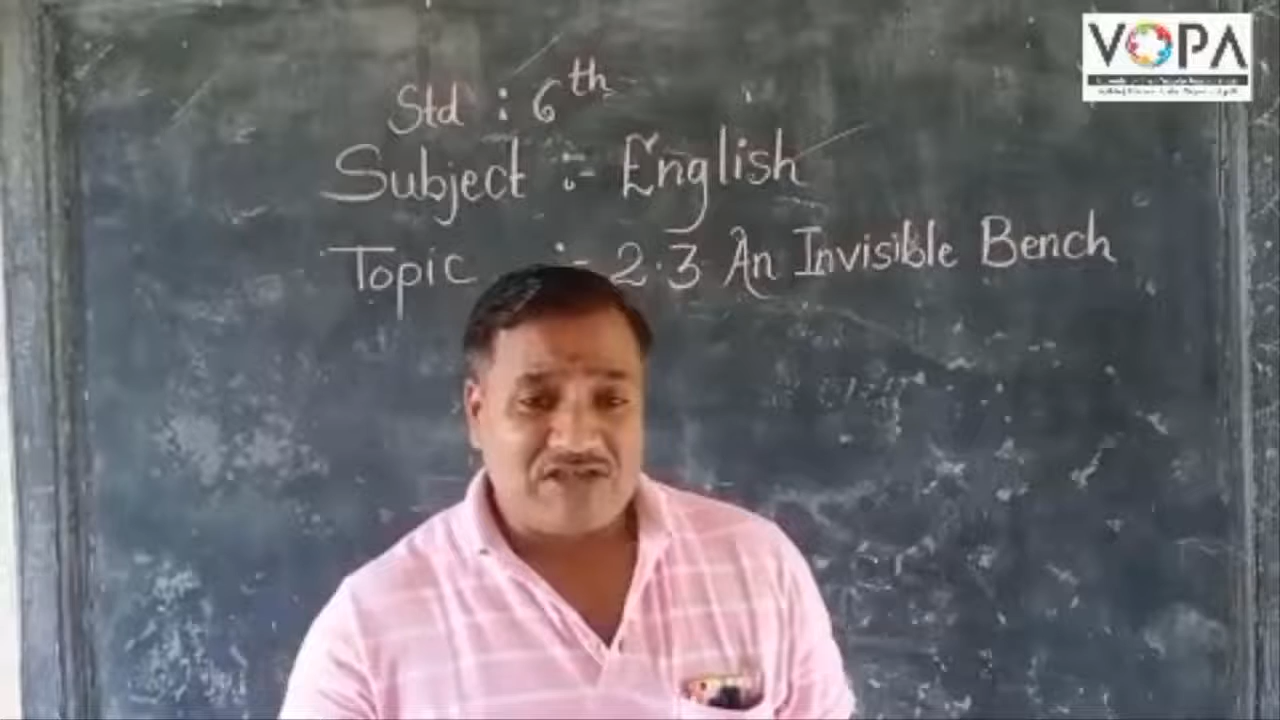 Std : 6th
Subject :- English
Topic :- 2.3 An Invisible Bench
VOPA